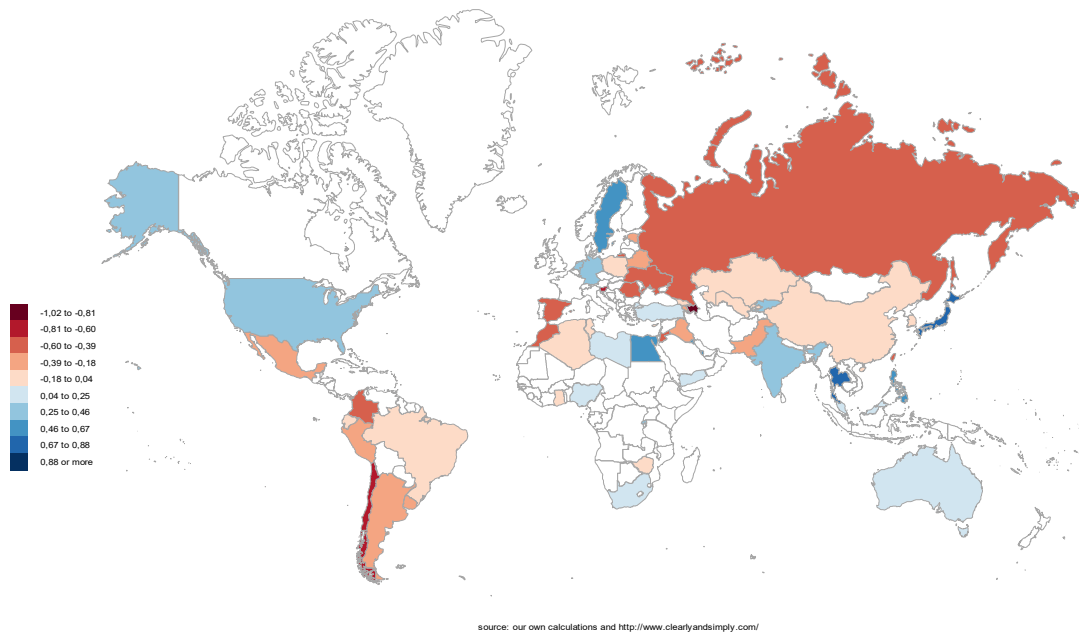 -1,02 to -0,81
-0,81 to -0,60
-0,60 to -0,39
-0,39 to -0,18
-0,18 to 0,04
0,04 to 0,25
0,25 to 0,46
0,46 to 0,67
0,67 to 0,88
0,88 or more
source: our own calculations and http://www.clearlyandsimply.com/